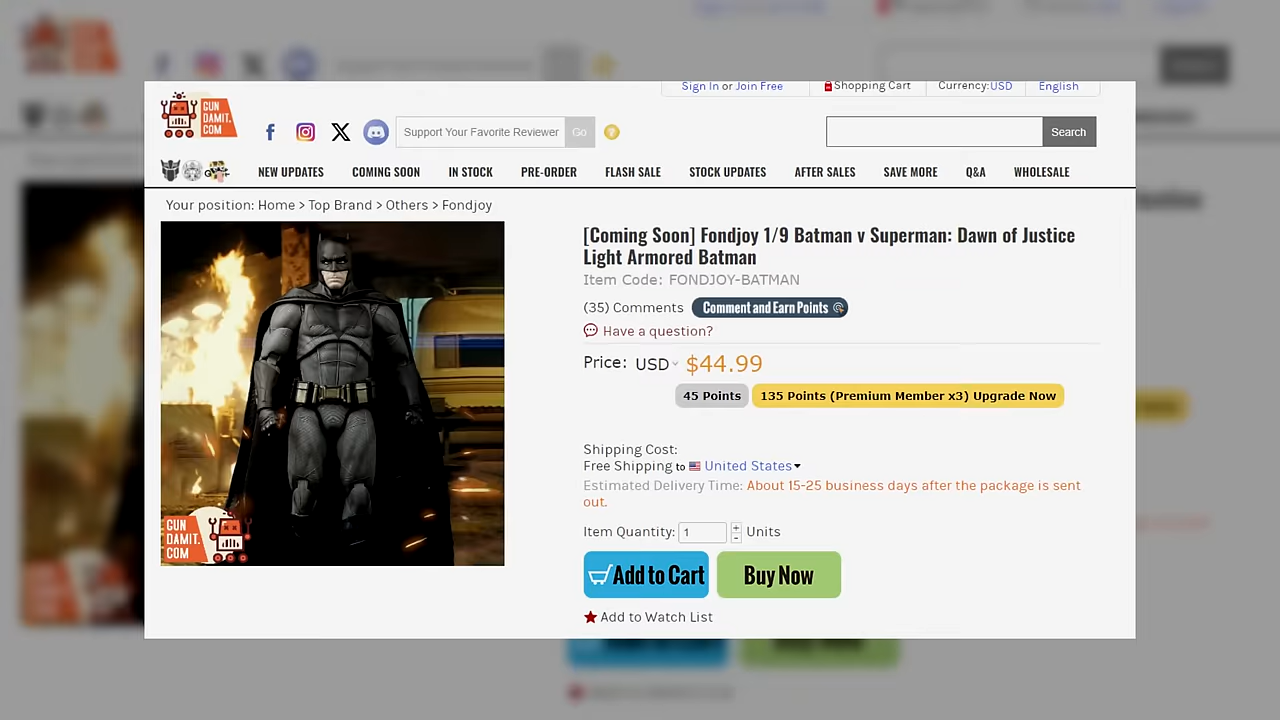 Sign In or Join Free
Shopping Cart
Currency:USD
English
GUN
DAMIT.
COM
Support Your Favorite Reviewer
Go
?
Search
NEW UPDATES
COMING SOON
IN STOCK
PRE-ORDER
FLASH SALE
STOCK UPDATES
AFTER SALES
SAVE MORE
Q&A
WHOLESALE
Your position: Home > Top Brand > Others > Fondjoy
[Coming Soon] Fondjoy 1/9 Batman v Superman: Dawn of Justice
Light Armored Batman
Item Code: FONDJOY-BATMAN
(35) Comments
Comment and Earn Points
Have a question?
Price: USD $44.99
45 Points
135 Points (Premium Member x3) Upgrade Now
Shipping Cost:
Free Shipping to United States
Estimated Delivery Time: About 15-25 business days after the package is sent
out.
Item Quantity: 1 + - Units
Add to Cart
Buy Now
Add to Watch List
GUN
DAMIT.
COM